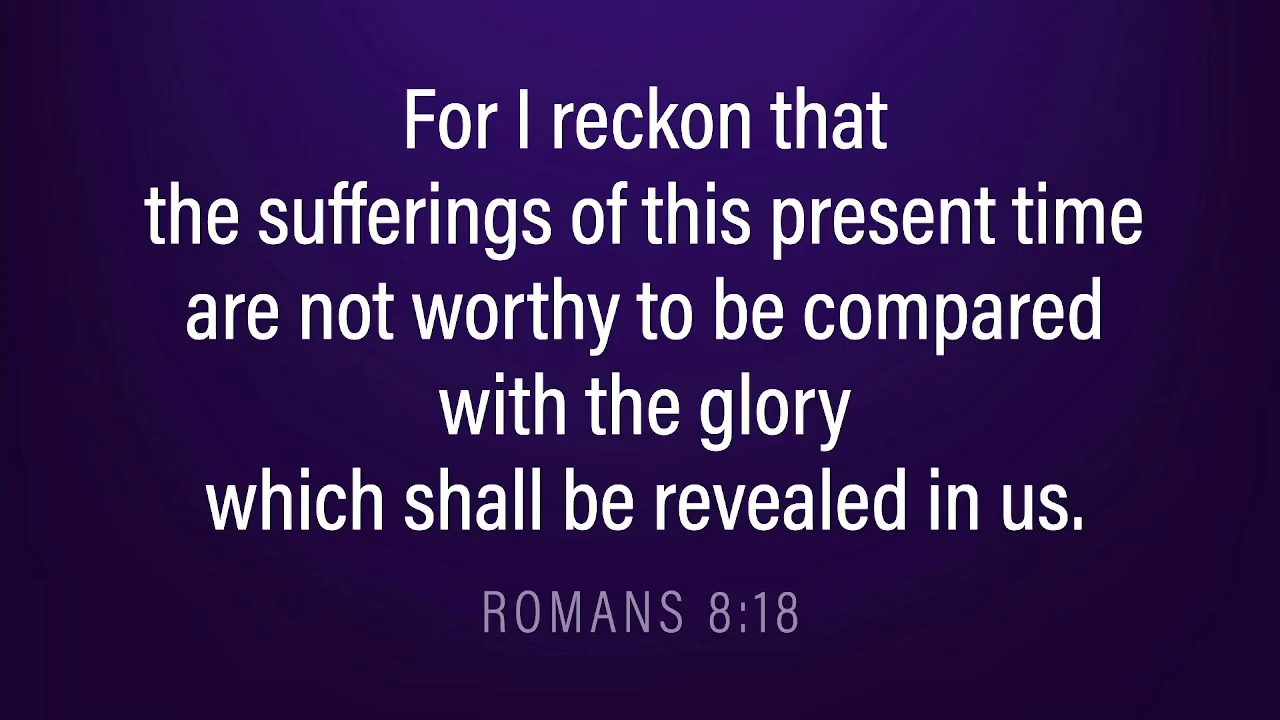 For I reckon that
the sufferings of this present time
are not worthy to be compared
with the glory
which shall be revealed in us.
ROMANS 8:18